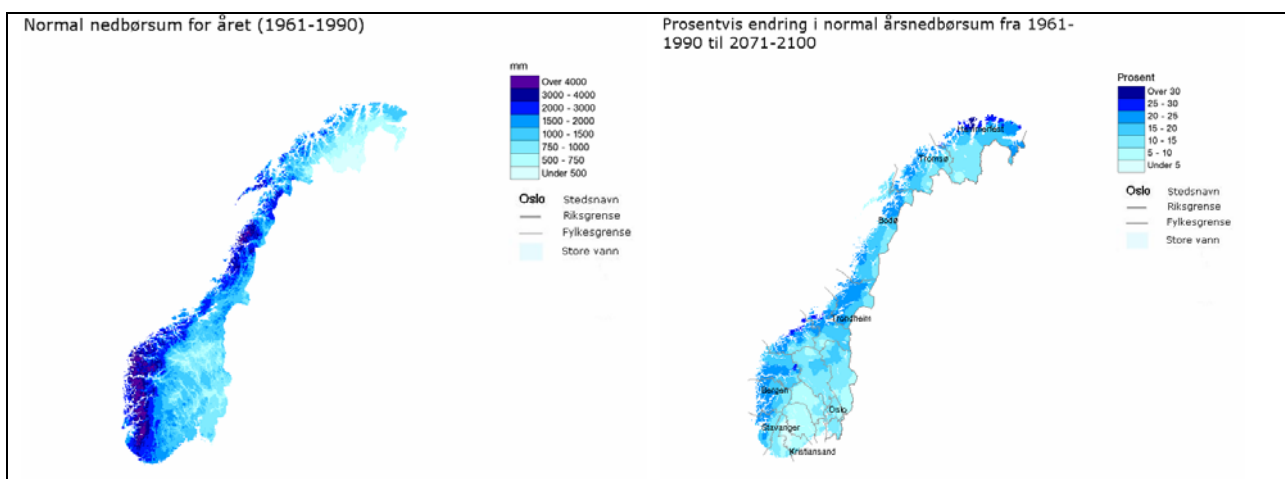 Normal nedbørsum for året (1961-1990)
mm
Over 4000
3000 - 4000
2000 - 3000
1500 - 2000
1000 - 1500
750 - 1000
500 - 750
Under 500
Oslo Stedsnavn
Riksgrense
Fylkesgrense
Store vann
Prosentvis endring i normal årsnedbørsum fra 1961-
1990 til 2071-2100
Prosent
Over 30
25 - 30
20 - 25
15 - 20
10 - 15
5 - 10
Under 5
Oslo Stedsnavn
Riksgrense
Fylkesgrense
Store vann
Hammerfest
Tromsø
Bodø
Trondheim
Bergen
Oslo
Stavanger
Kristiansand